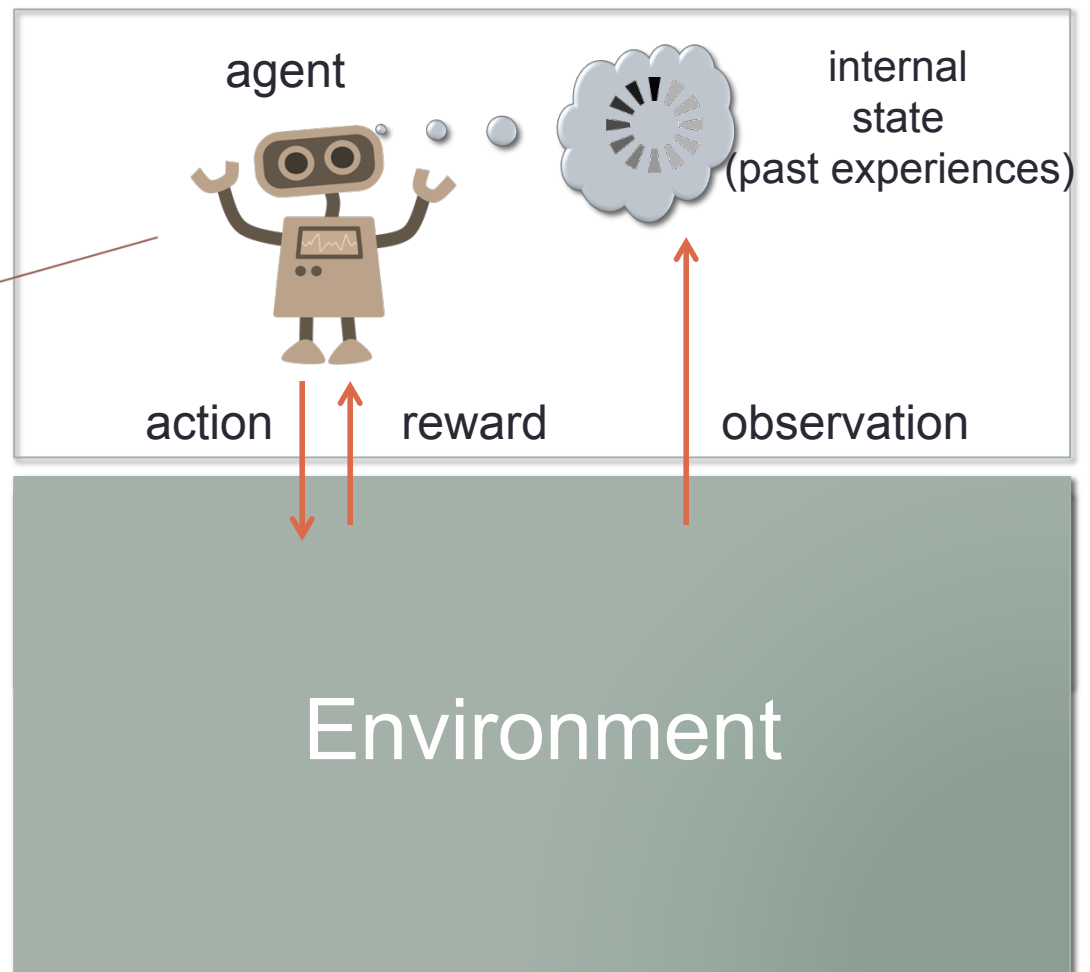 agent
internal
state
(past experiences)
action
reward
observation
Environment